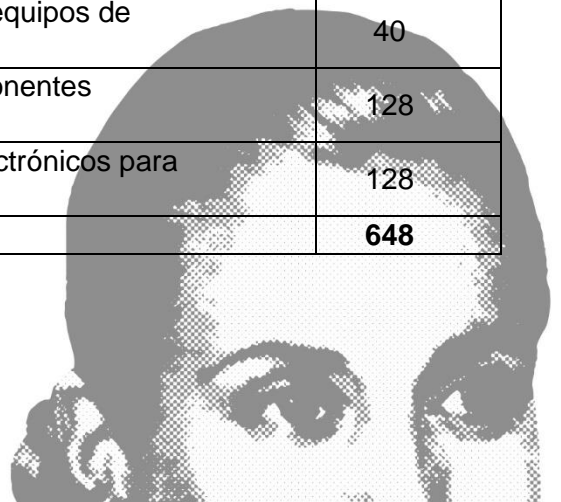 equipos de
40
onentes
128
ctrónicos para
128
648